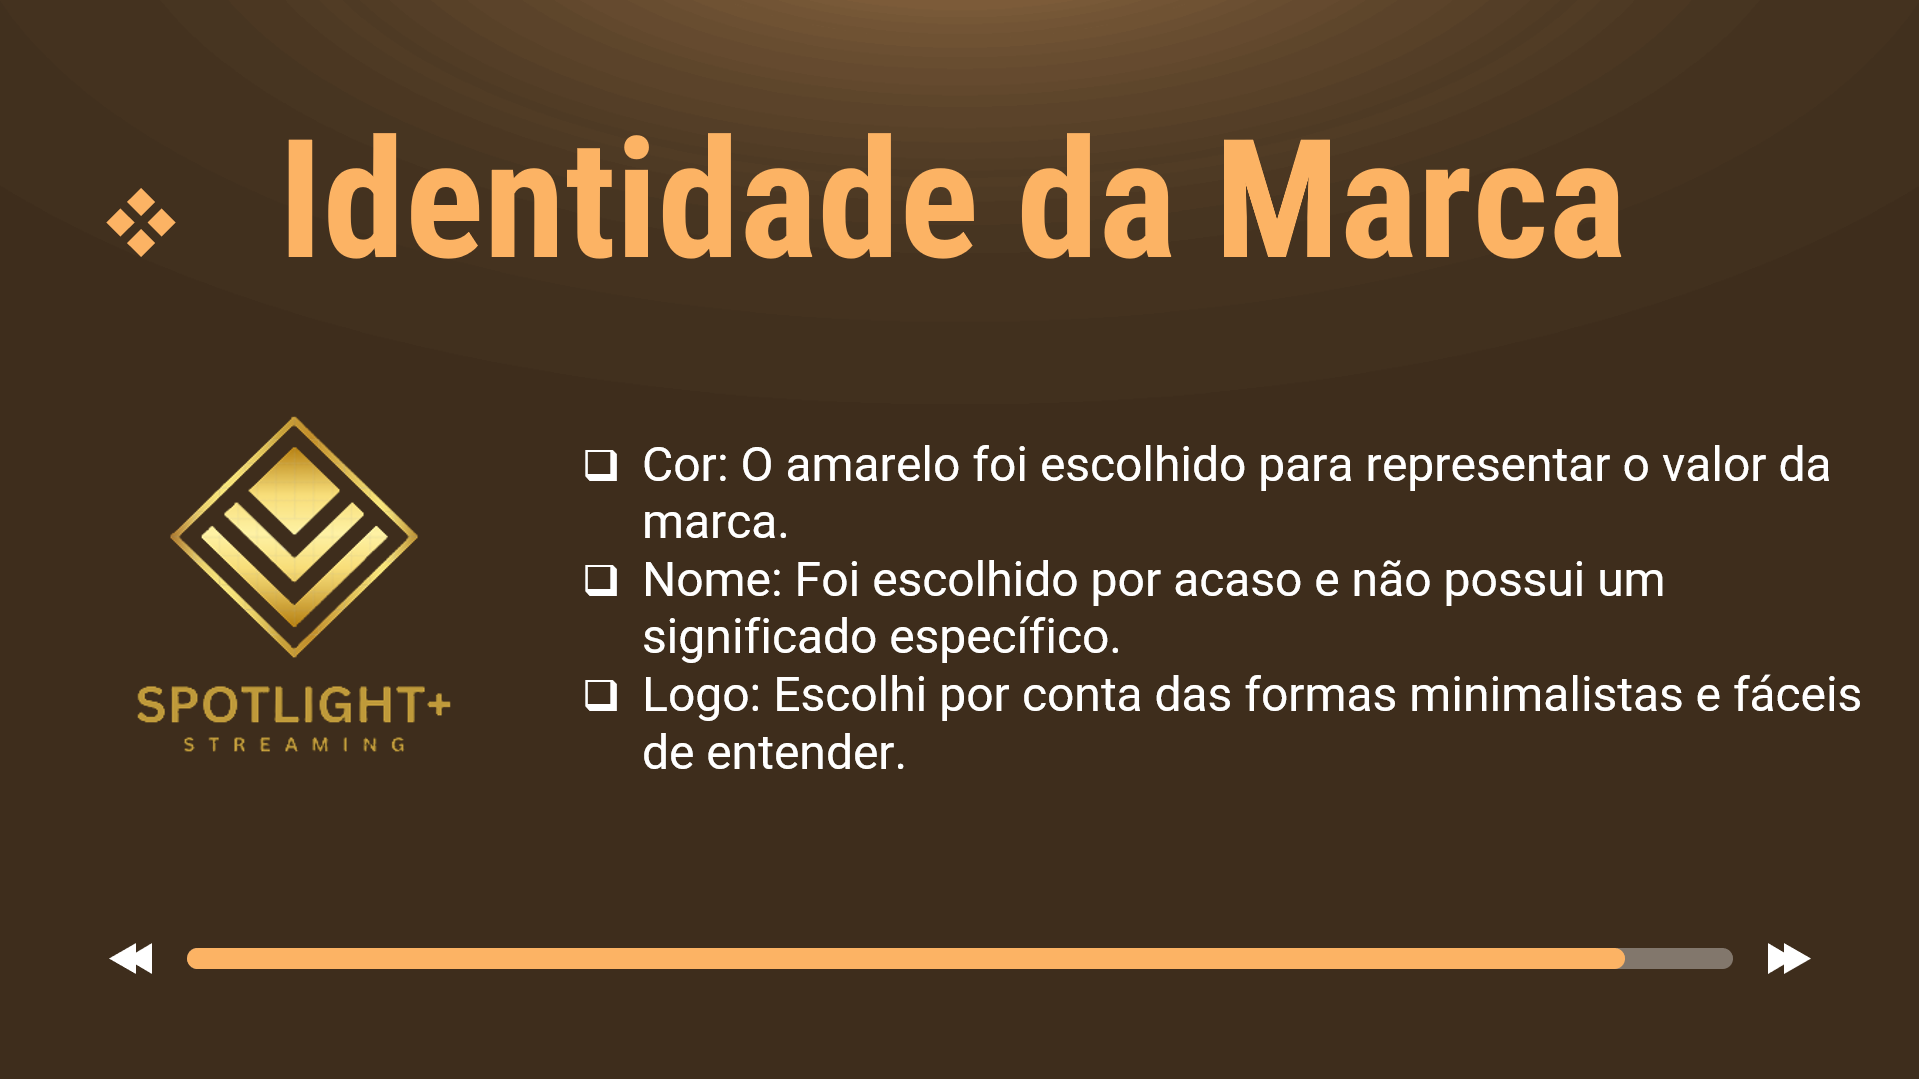 Identidade da Marca
Cor: O amarelo foi escolhido para representar o valor da
marca.
Nome: Foi escolhido por acaso e não possui um
significado específico.
Logo: Escolhi por conta das formas minimalistas e fáceis
de entender.
SPOTLIGHT+
STREAMING